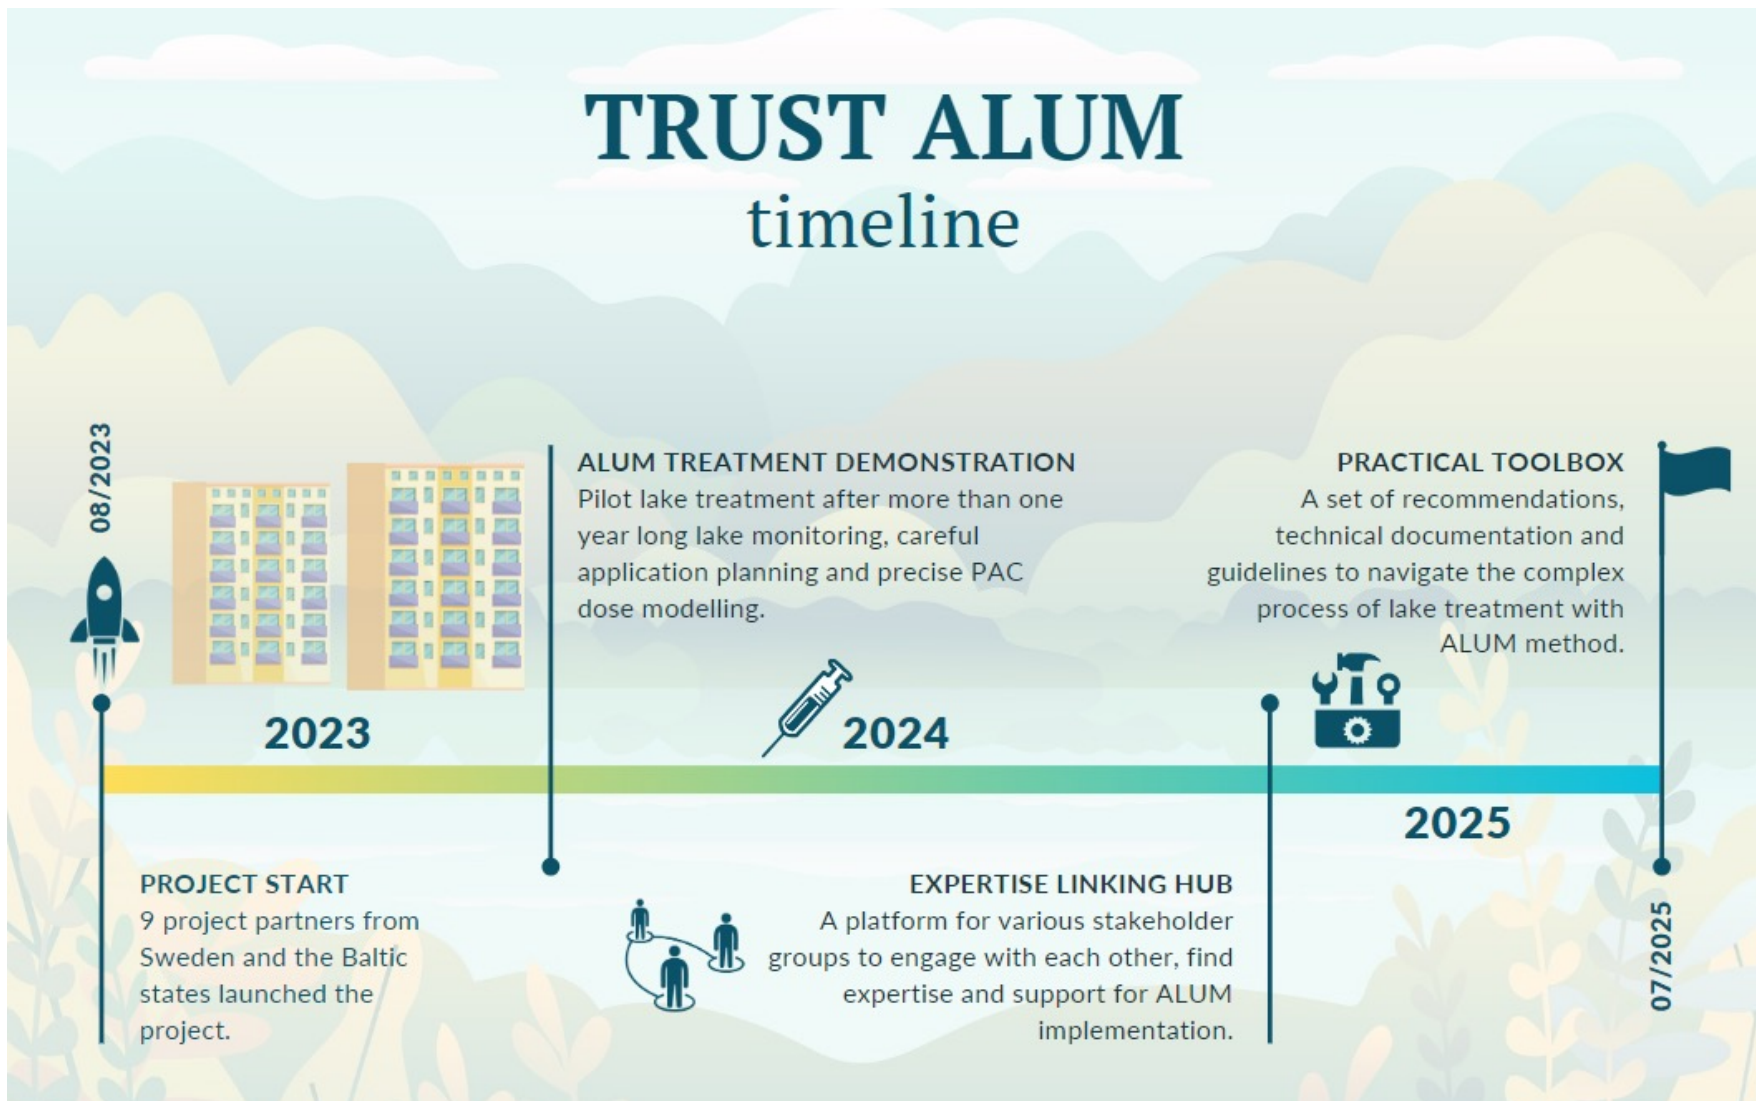 TRUST ALUM
timeline
08/2023
ALUM TREATMENT DEMONSTRATION
Pilot lake treatment after more than one
year long lake monitoring, careful
application planning and precise PAC
dose modelling.
PRACTICAL TOOLBOX
A set of recommendations,
technical documentation and
guidelines to navigate the complex
process of lake treatment with
ALUM method.
2023
2024
2025
PROJECT START
9 project partners from
Sweden and the Baltic
states launched the
project.
EXPERTISE LINKING HUB
A platform for various stakeholder
groups to engage with each other, find
expertise and support for ALUM
implementation.
07/2025